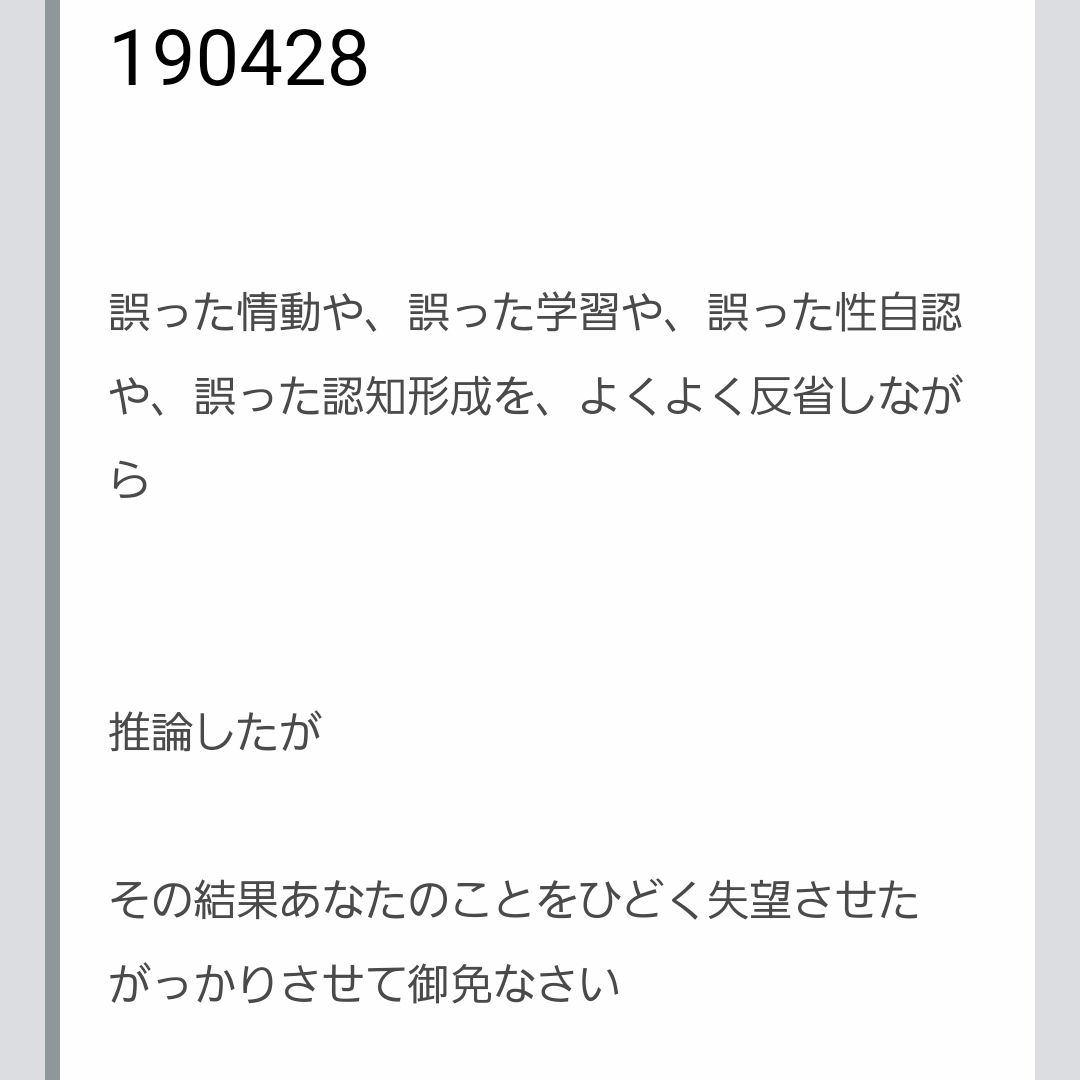 190428
誤った情動や、誤った学習や、誤った性自認
や、誤った認知形成を、よくよく反省しなが
ら
推論したが
その結果あなたのことをひどく失望させた
がっかりさせて御免なさい